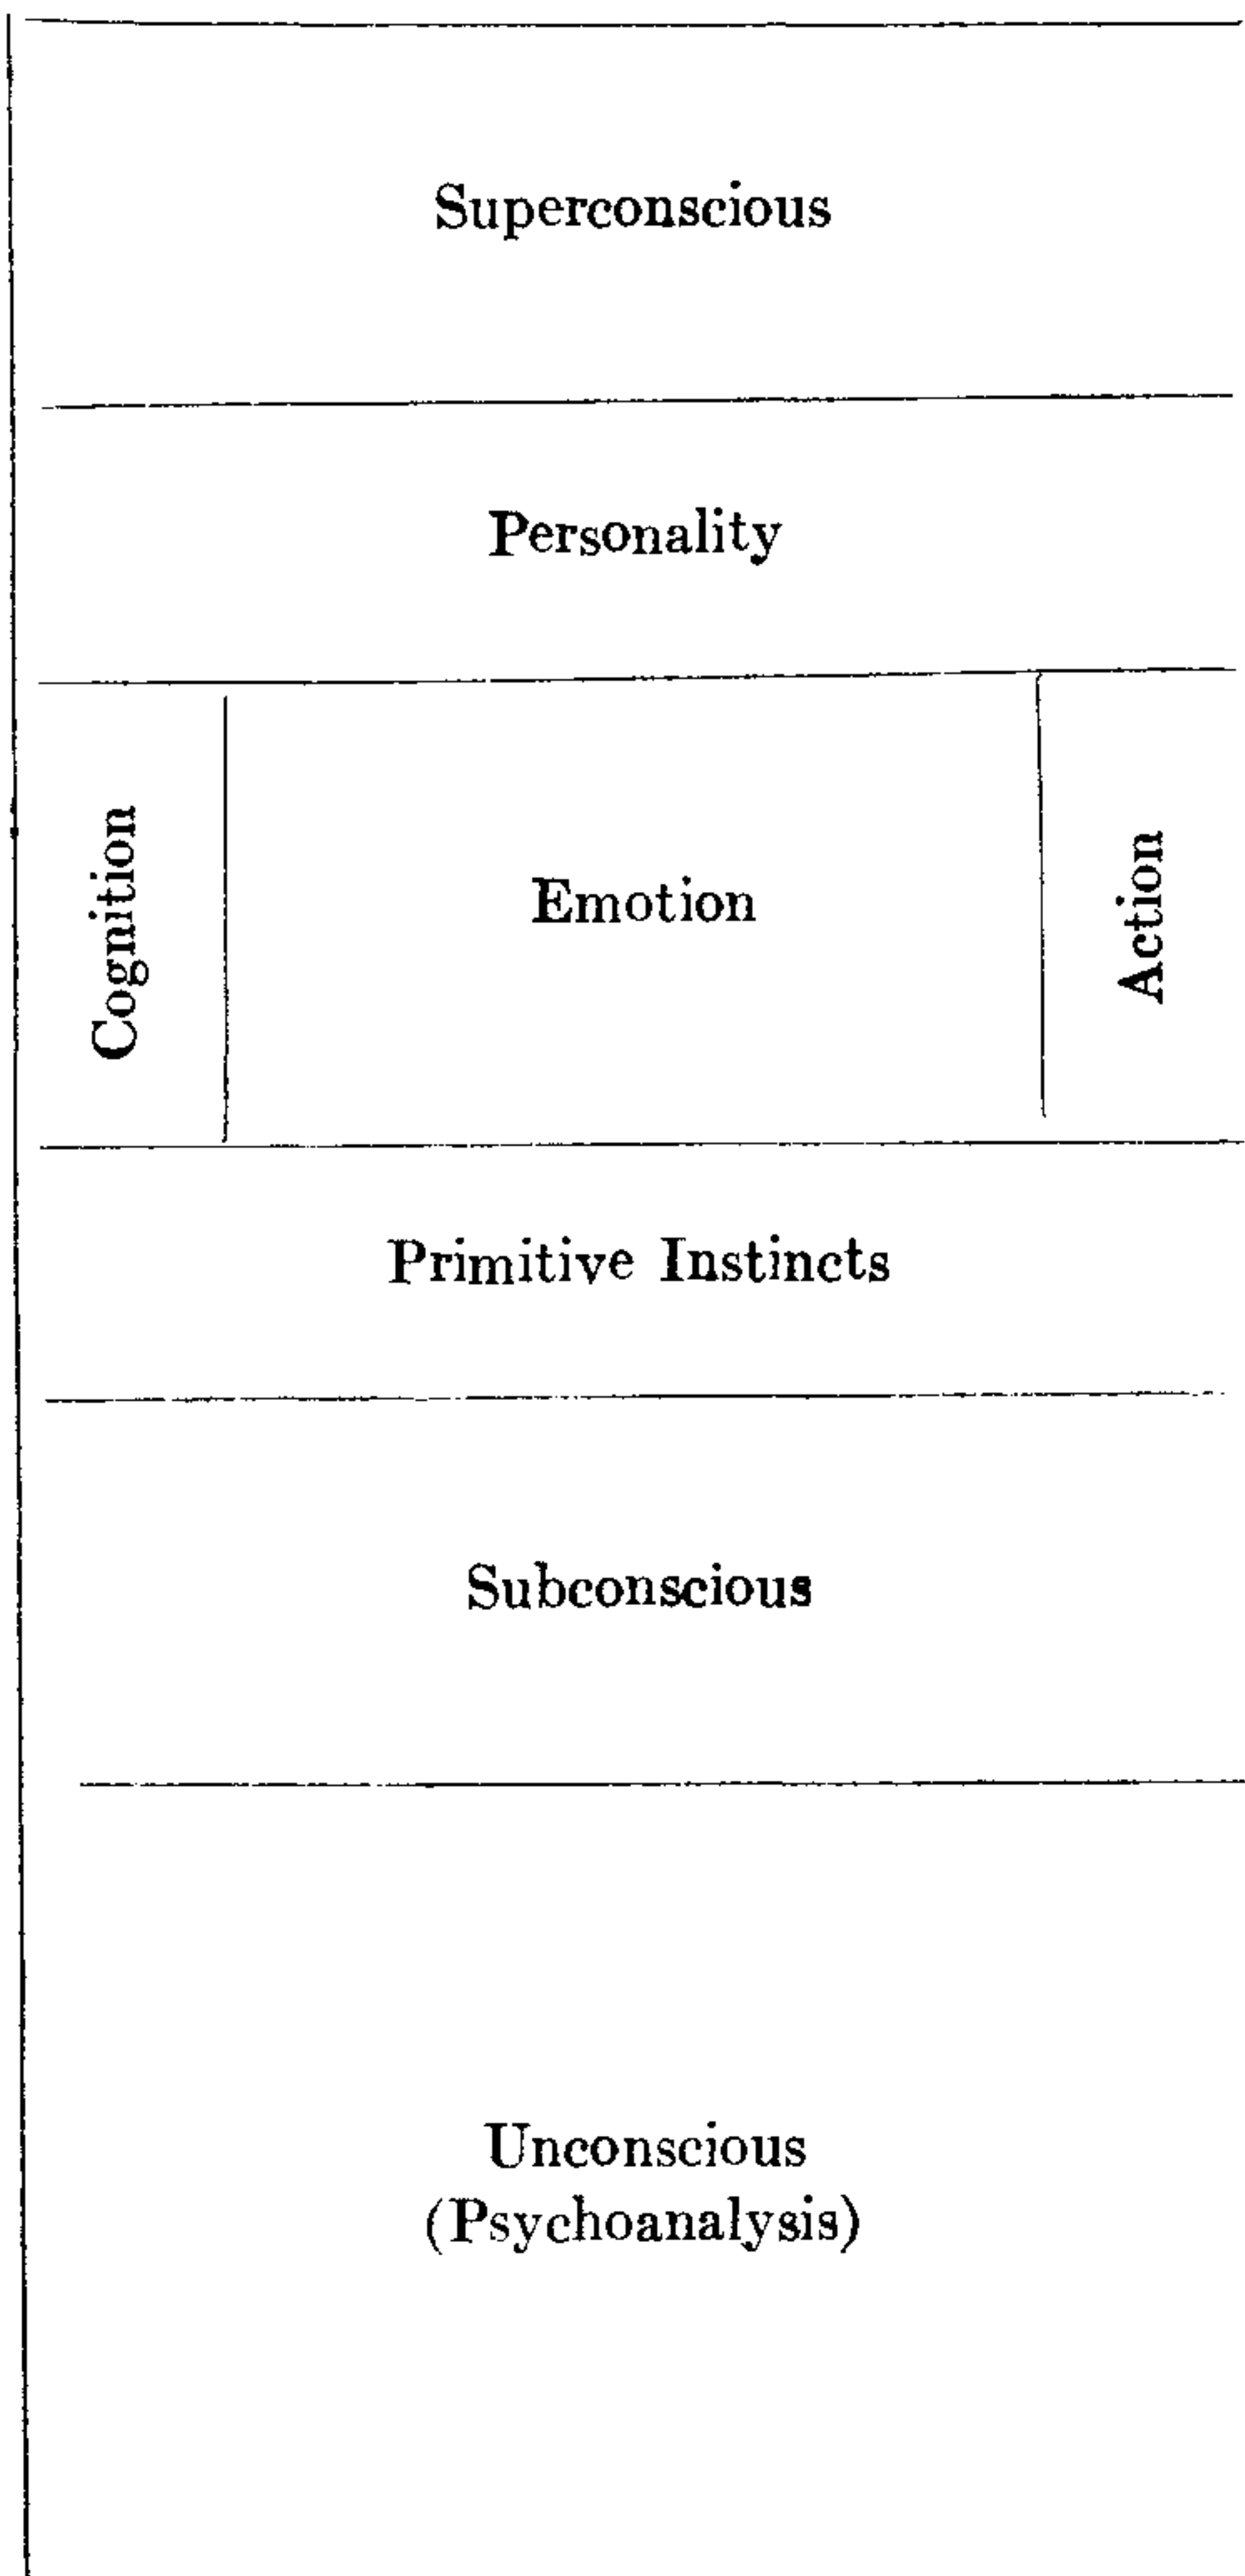 Superconscious
Personality
Cognition
Emotion
Action
Primitive Instincts
Subconscious
Unconscious
(Psychoanalysis)